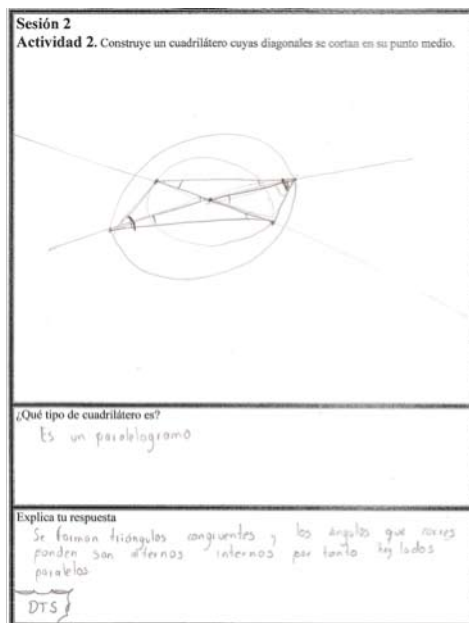 Sesión 2
Actividad 2. Construye un cuadrilátero cuyas diagonales se cortan en su punto medio.
¿Qué tipo de cuadrilátero es?
Es un paralelogramo
Explica tu respuesta
Se forman triángulos congruentes y los ángulos que corres
ponden son alternos internos por tanto hay lados
paralelos
DTS